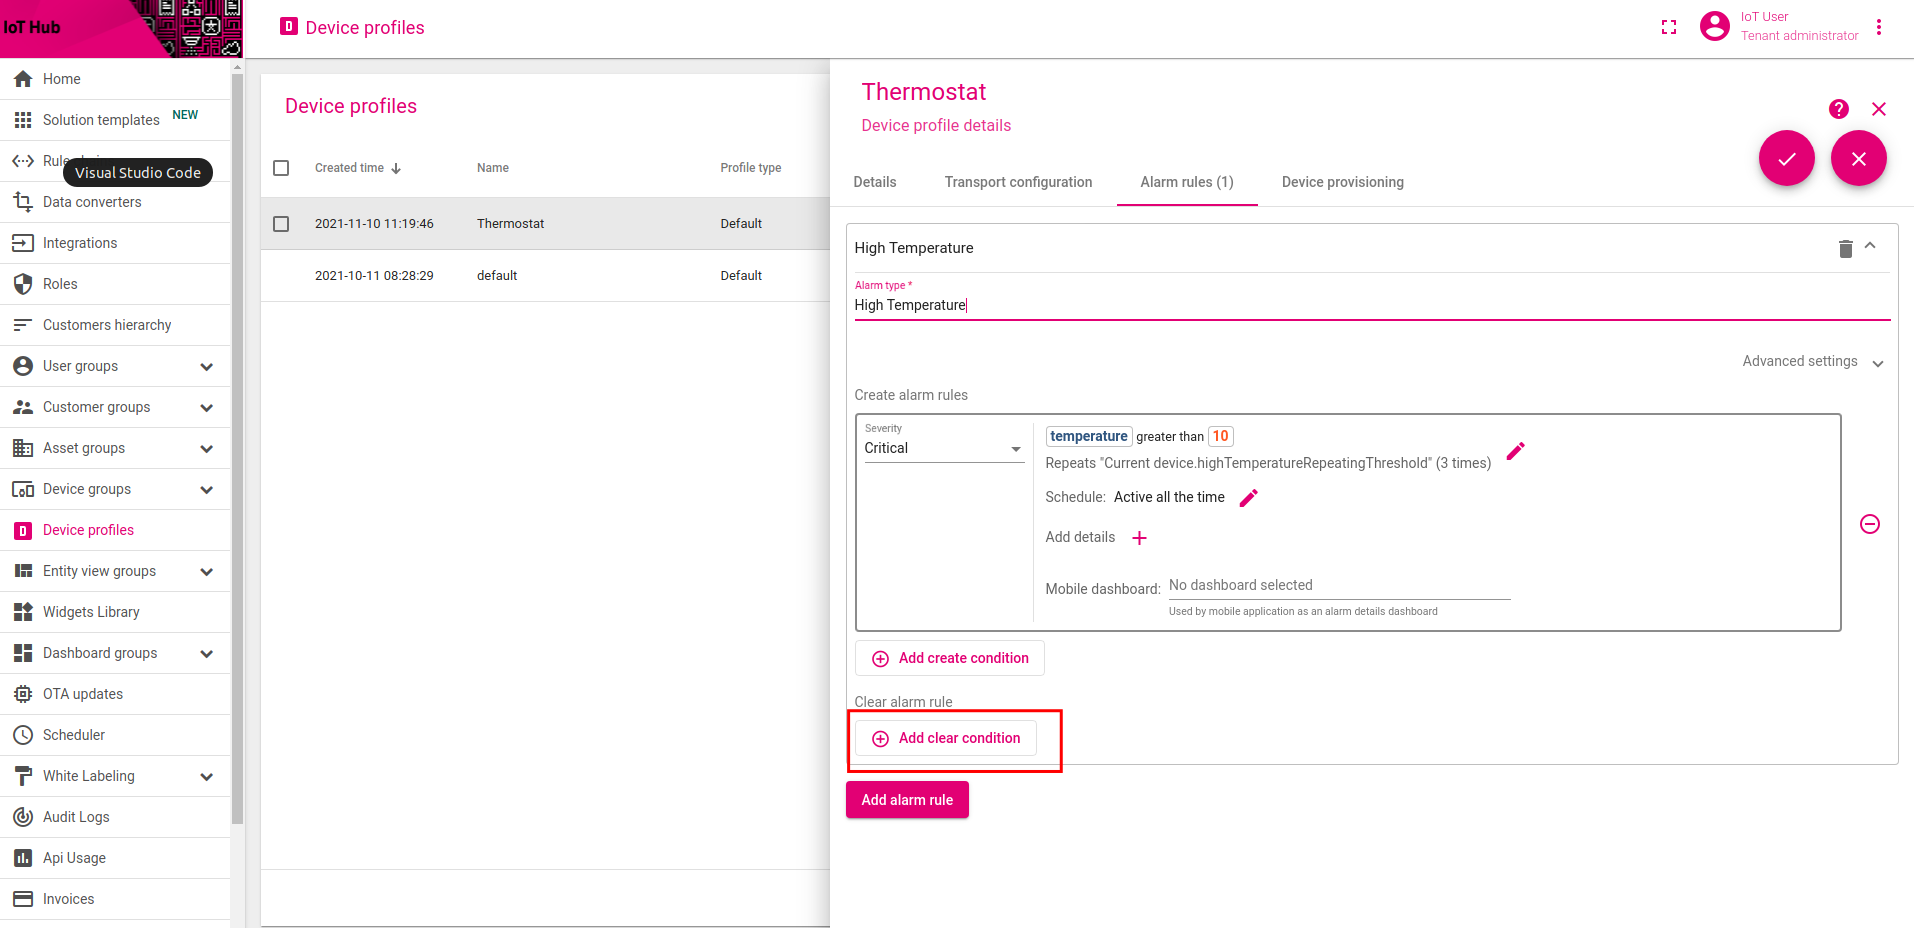 IoT Hub
Device profiles
IoT User
Tenant administrator
Home
Solution templates NEW
Visual Studio Code
Data converters
Integrations
Roles
Customers hierarchy
User groups
Customer groups
Asset groups
Device groups
Device profiles
Entity view groups
Widgets Library
Dashboard groups
OTA updates
Scheduler
White Labeling
Audit Logs
Api Usage
Invoices
Device profiles
Created time Name Profile type
2021-11-10 11:19:46 Thermostat Default
2021-10-11 08:28:29 default Default
Thermostat
Device profile details
Details Transport configuration Alarm rules (1) Device provisioning
High Temperature
Alarm type *
High Temperature
Advanced settings
Create alarm rules
Severity
Critical
temperature greater than 10
Repeats "Current device.highTemperatureRepeatingThreshold" (3 times)
Schedule: Active all the time
Add details
Mobile dashboard: No dashboard selected
Used by mobile application as an alarm details dashboard
Add create condition
Clear alarm rule
Add clear condition
Add alarm rule